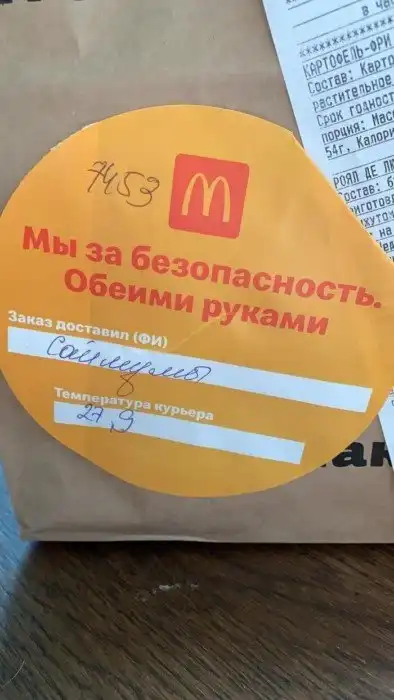 7453
Мы за безопасность.
Обеими руками
Заказ доставил (ФИ)
Температура курьера
27,9
КАРТОФЕЛЬ-ФРИ
Состав: Карто
растительное
Срок годност
порция: Мас
54г, Калори
РОЯЛ ДЕ Л
Состав: б